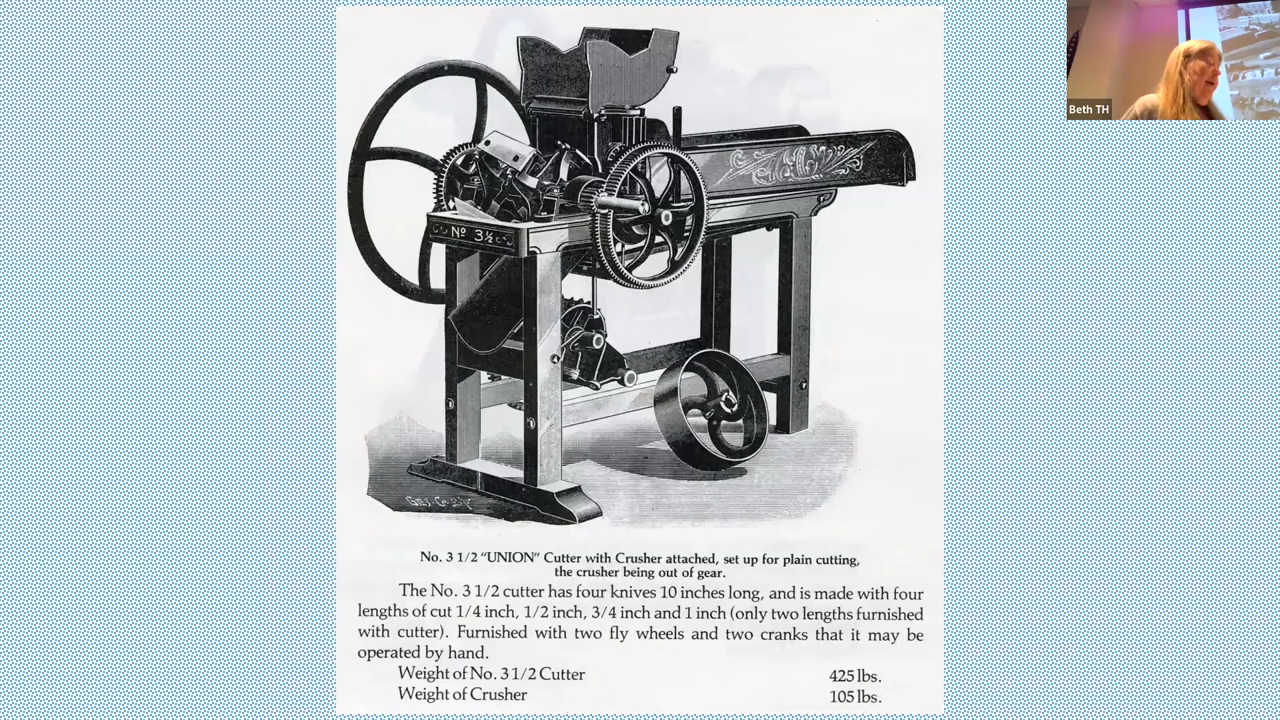 Beth TH
Nº 3½
No. 3 1/2 “UNION” Cutter with Crusher attached, set up for plain cutting,
the crusher being out of gear.
The No. 3 1/2 cutter has four knives 10 inches long, and is made with four
lengths of cut 1/4 inch, 1/2 inch, 3/4 inch and 1 inch (only two lengths furnished
with cutter). Furnished with two fly wheels and two cranks that it may be
operated by hand.
Weight of No. 3 1/2 Cutter 425 lbs.
Weight of Crusher 105 lbs.